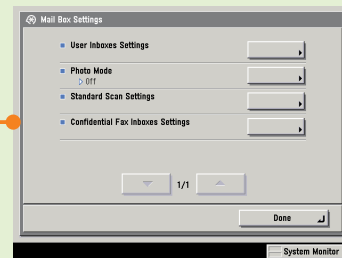 Mail Box Settings
User Inboxes Settings
Photo Mode
Off
Standard Scan Settings
Confidential Fax Inboxes Settings
1/1
Done
System Monitor